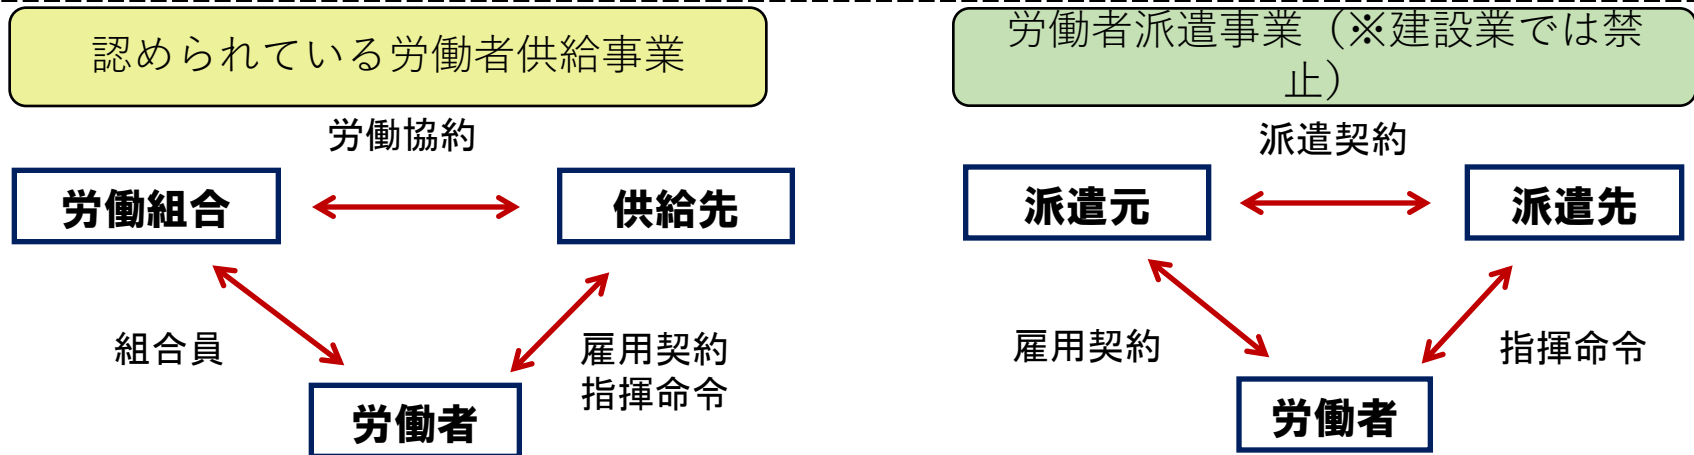 認められている労働者供給事業
労働協約
労働組合
供給先
組合員
雇用契約
指揮命令
労働者
労働者派遣事業（※建設業では禁
止）
派遣契約
派遣元
派遣先
雇用契約
指揮命令
労働者